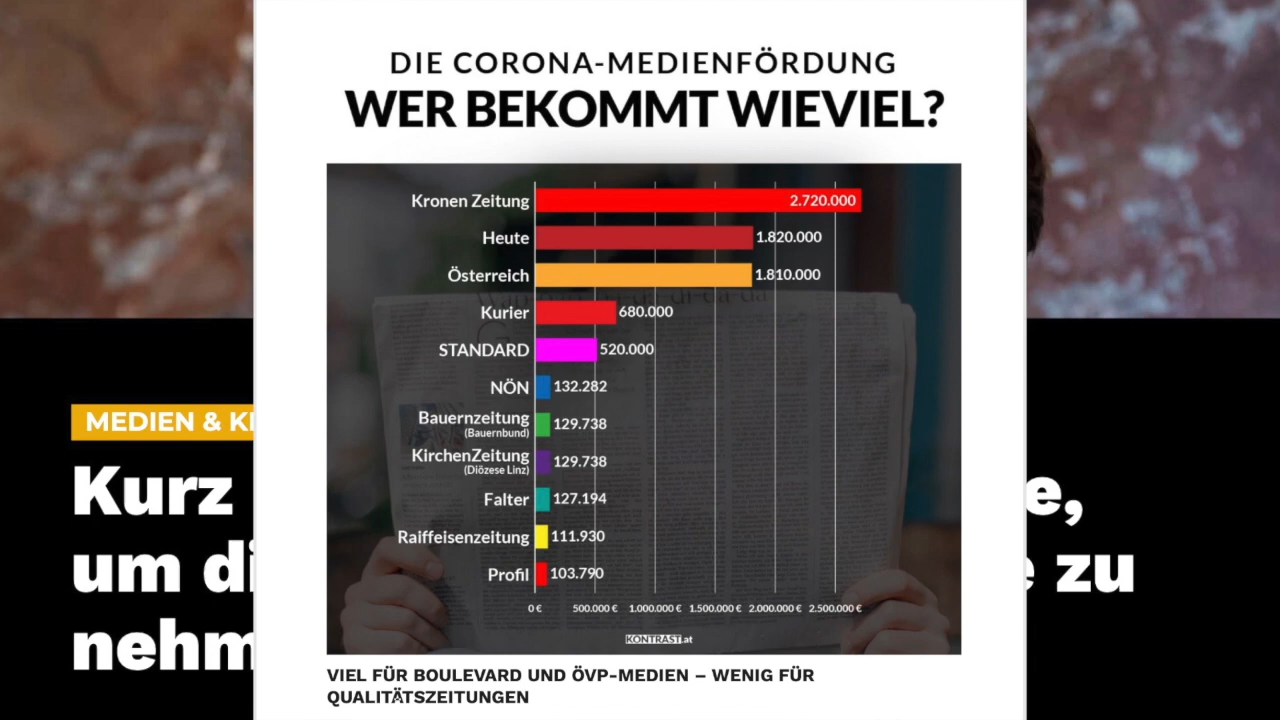 DIE CORONA-MEDIENFÖRDUNG
WER BEKOMMT WIEVIEL?
Kronen Zeitung 2.720.000
Heute 1.820.000
Österreich 1.810.000
Kurier 680.000
STANDARD 520.000
NÖN 132.282
Bauernzeitung 129.738
(Bauernbund)
KirchenZeitung 129.738
(Diözese Linz)
Falter 127.194
Raiffeisenzeitung 111.930
Profil 103.790
0 € 500.000 € 1.000.000 € 1.500.000 € 2.000.000 € 2.500.000 €
KONTRAST.at
VIEL FÜR BOULEVARD UND ÖVP-MEDIEN – WENIG FÜR
QUALITÄTSZEITUNGEN
MEDIEN &
Kurz
um
zu